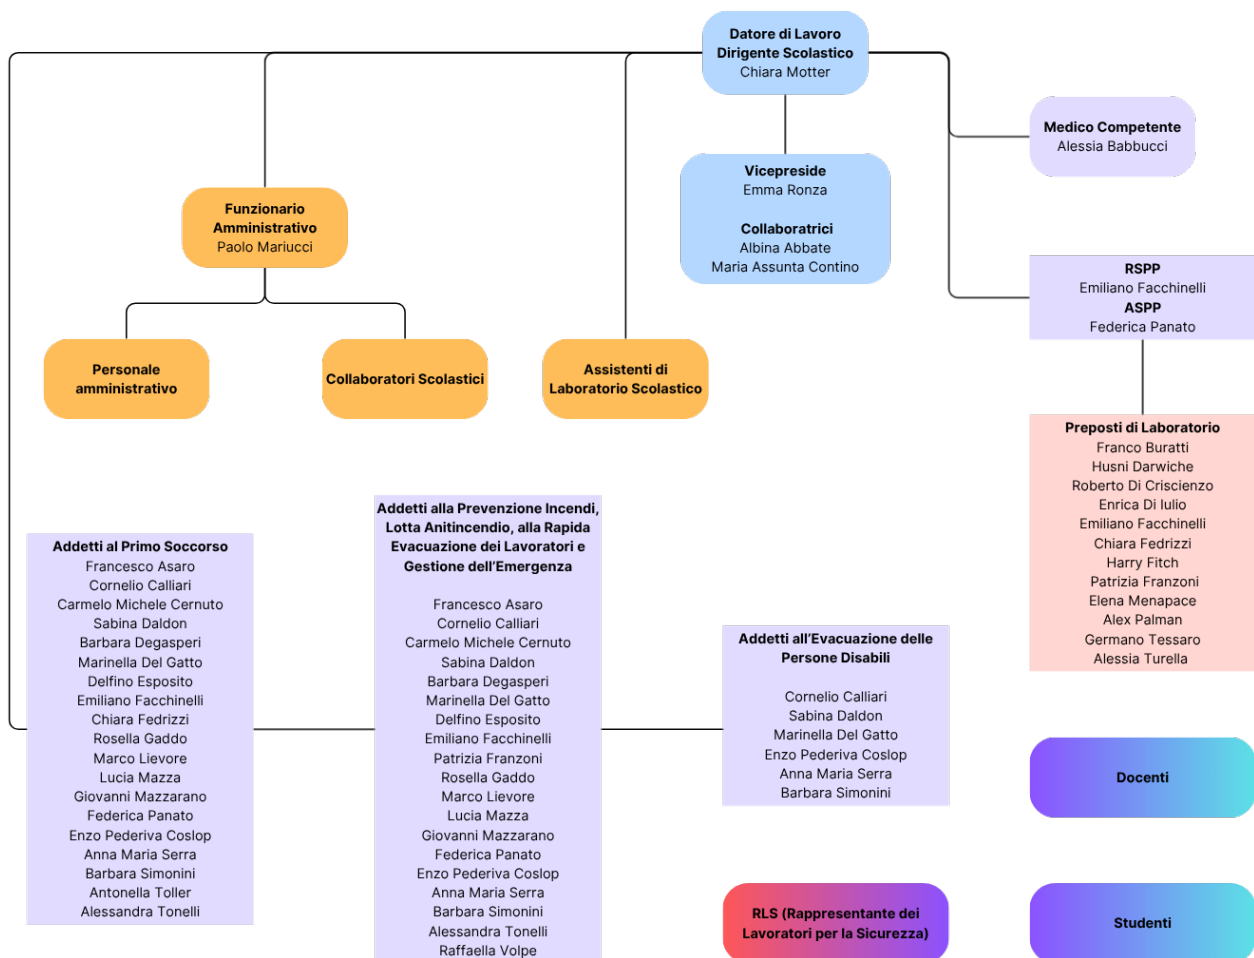 Datore di Lavoro
Dirigente Scolastico
Chiara Motter
Medico Competente
Alessia Babbucci
Vicepreside
Emma Ronza
Collaboratrici
Albina Abbate
Maria Assunta Contino
Funzionario
Amministrativo
Paolo Mariucci
RSPP
Emiliano Facchinelli
ASPP
Federica Panato
Personale
amministrativo
Collaboratori Scolastici
Assistenti di
Laboratorio Scolastico
Preposti di Laboratorio
Franco Buratti
Husni Darwiche
Roberto Di Criscienzo
Enrica Di Iulio
Emiliano Facchinelli
Chiara Fedrizzi
Harry Fitch
Patrizia Franzoni
Elena Menapace
Alex Palman
Germano Tessaro
Alessia Turella
Addetti al Primo Soccorso
Francesco Asaro
Cornelio Calliari
Carmelo Michele Cernuto
Sabina Daldon
Barbara Degasperi
Marinella Del Gatto
Delfino Esposito
Emiliano Facchinelli
Chiara Fedrizzi
Rosella Gaddo
Marco Lievore
Lucia Mazza
Giovanni Mazzarano
Federica Panato
Enzo Pederiva Coslop
Anna Maria Serra
Barbara Simonini
Antonella Toller
Alessandra Tonelli
Addetti alla Prevenzione Incendi,
Lotta Anitincendio, alla Rapida
Evacuazione dei Lavoratori e
Gestione dell'Emergenza
Francesco Asaro
Cornelio Calliari
Carmelo Michele Cernuto
Sabina Daldon
Barbara Degasperi
Marinella Del Gatto
Delfino Esposito
Emiliano Facchinelli
Patrizia Franzoni
Rosella Gaddo
Marco Lievore
Lucia Mazza
Giovanni Mazzarano
Federica Panato
Enzo Pederiva Coslop
Anna Maria Serra
Barbara Simonini
Alessandra Tonelli
Raffaella Volpe
Addetti all'Evacuazione delle
Persone Disabili
Cornelio Calliari
Sabina Daldon
Marinella Del Gatto
Enzo Pederiva Coslop
Anna Maria Serra
Barbara Simonini
Docenti
RLS (Rappresentante dei
Lavoratori per la Sicurezza)
Studenti